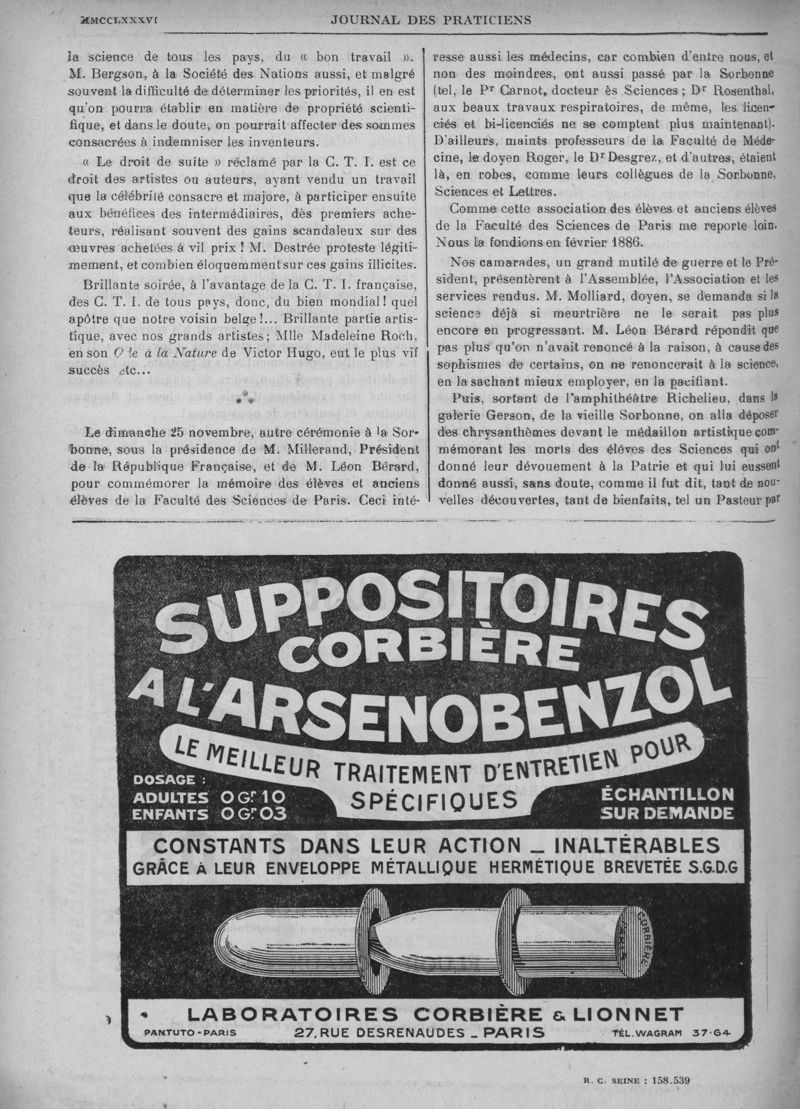 MMCCLXXXVI
JOURNAL DES PRATICIENS
la science de tous les pays, du « bon travail ».
M. Bergson, à la Société des Nations aussi, et malgré
souvent la difficulté de déterminer les priorités, il en est
qu'on pourra établir en matière de propriété scienti-
fique, et dans le doute, on pourrait affecter des sommes
consacrées à indemniser les inventeurs.
« Le droit de suite » réclamé par la C. T. I. est ce
droit des artistes ou auteurs, ayant vendu un travail
que la célébrité consacre et majore, à participer ensuite
aux bénéfices des intermédiaires, dès premiers ache-
teurs, réalisant souvent des gains scandaleux sur des
œuvres achetées à vil prix ! M. Destrée proteste légiti-
mement, et combien éloquemment sur ces gains illicites.
Brillante soirée, à l'avantage de la C. T. I. française,
des C. T. I. de tous pays, donc, du bien mondial ! quel
apôtre que notre voisin belge !... Brillante partie artis-
tique, avec nos grands artistes ; Mlle Madeleine Roch,
en son O le à la Nature de Victor Hugo, eut le plus vif
succès etc...
***
Le dimanche 25 novembre, autre cérémonie à la Sor-
bonne, sous la présidence de M. Millerand, Président
de la République Française, et de M. Léon Bérard,
pour commémorer la mémoire des élèves et anciens
élèves de la Faculté des Sciences de Paris. Ceci inté-
resse aussi les médecins, car combien d'entre nous, et
non des moindres, ont aussi passé par la Sorbonne
(tel, le Pr Carnot, docteur ès Sciences ; Dr Rosenthal,
aux beaux travaux respiratoires, de même, les licen-
ciés et bi-licenciés ne se comptent plus maintenant).
D'ailleurs, maints professeurs de la Faculté de Méde-
cine, le doyen Roger, le Dr Desgrez, et d'autres, étaient
là, en robes, comme leurs collègues de la Sorbonne,
Sciences et Lettres.
Comme cette association des élèves et anciens élèves
de la Faculté des Sciences de Paris me reporte loin.
Nous la fondions en février 1886.
Nos camarades, un grand mutilé de guerre et le Pré-
sident, présentèrent à l'Assemblée, l'Association et les
services rendus. M. Molliard, doyen, se demanda si la
science déjà si meurtrière ne le serait pas plus
encore en progressant. M. Léon Bérard répondit que
pas plus qu'on n'avait renoncé à la raison, à cause des
sophismes de certains, on ne renoncerait à la science,
en la sachant mieux employer, en la pacifiant.
Puis, sortant de l'amphithéâtre Richelieu, dans la
galerie Gerson, de la vieille Sorbonne, on alla déposer
des chrysanthèmes devant le médaillon artistique com-
mémorant les morts des élèves des Sciences qui ont
donné leur dévouement à la Patrie et qui lui eussent
donné aussi, sans doute, comme il fut dit, tant de nou-
velles découvertes, tant de bienfaits, tel un Pasteur par
SUPPOSITOIRES
CORBIÈRE
A L'ARSENOBENZOL
LE MEILLEUR TRAITEMENT D'ENTRETIEN POUR
SPÉCIFIQUES
DOSAGE :
ADULTES 0 Gr 10
ENFANTS 0 Gr 03
ÉCHANTILLON
SUR DEMANDE
CONSTANTS DANS LEUR ACTION _ INALTÉRABLES
GRÂCE À LEUR ENVELOPPE MÉTALLIQUE HERMÉTIQUE BREVETÉE S.G.D.G
CORBIÈRE
PARIS
LABORATOIRES CORBIÈRE & LIONNET
PANTUTO - PARIS
27, RUE DESRENAUDES _ PARIS
TÉL. WAGRAM 37-64
R. C. SEINE : 158.539